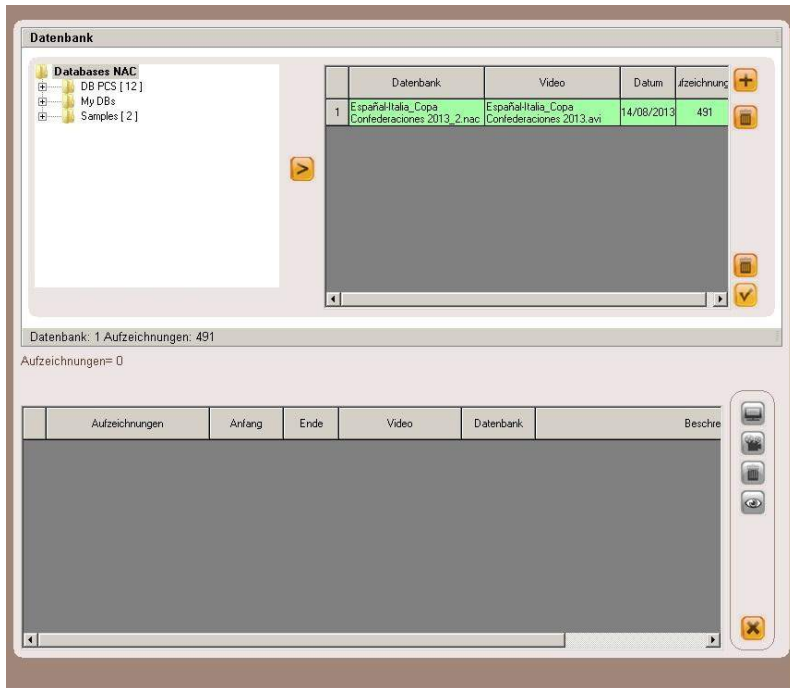 Datenbank
Databases NAC
DB PCS [ 12 ]
My DBs
Samples [ 2 ]
Datenbank Video Datum ufzeichnung
1 Español-Italia_Copa Confederaciones 2013_2.nac Español-Italia_Copa Confederaciones 2013.avi 14/08/2013 491
Datenbank: 1 Aufzeichnungen: 491
Aufzeichnungen= 0
Aufzeichnungen Anfang Ende Video Datenbank Beschre